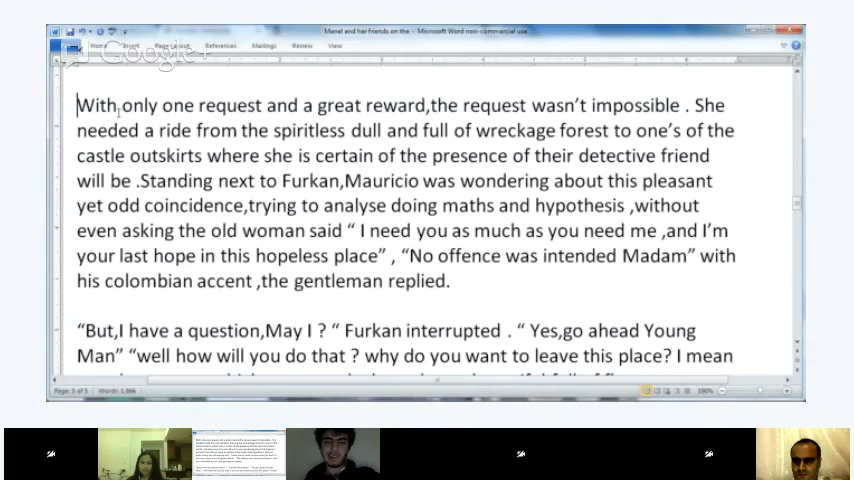 Manel and her friends on the - Microsoft Word non-commercial use
Home Insert Page Layout References Mailings Review View
Google+
With only one request and a great reward,the request wasn’t impossible . She
needed a ride from the spiritless dull and full of wreckage forest to one’s of the
castle outskirts where she is certain of the presence of their detective friend
will be .Standing next to Furkan,Mauricio was wondering about this pleasant
yet odd coincidence,trying to analyse doing maths and hypothesis ,without
even asking the old woman said “ I need you as much as you need me ,and I’m
your last hope in this hopeless place” , “No offence was intended Madam” with
his colombian accent ,the gentleman replied.
“But,I have a question,May I ? “ Furkan interrupted . “ Yes,go ahead Young
Man” “well how will you do that ? why do you want to leave this place? I mean
Page: 3 of 5 Words: 1,066 190%